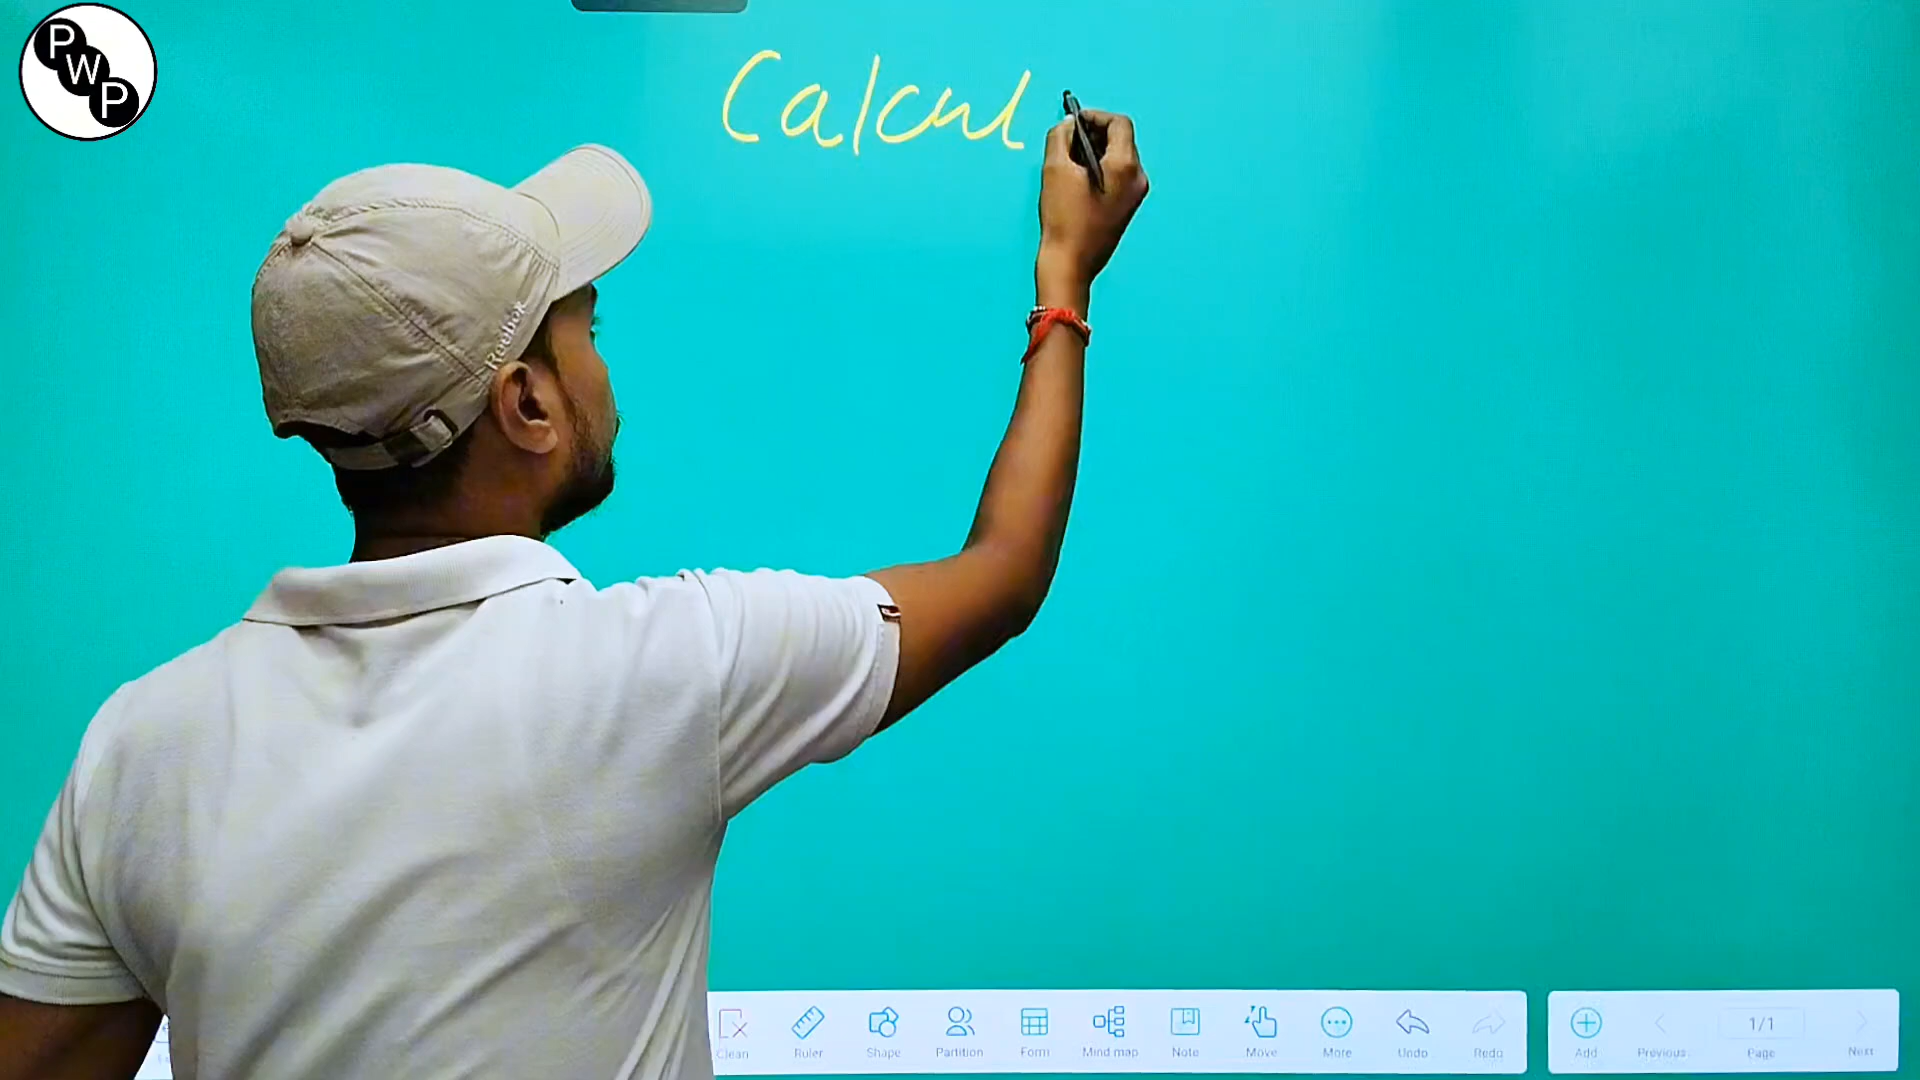 PWP
Calcul
Reebok
Clean Ruler Shape Partition Form Mind map Note Move More Undo Redo Add Previous 1/1 Page Next